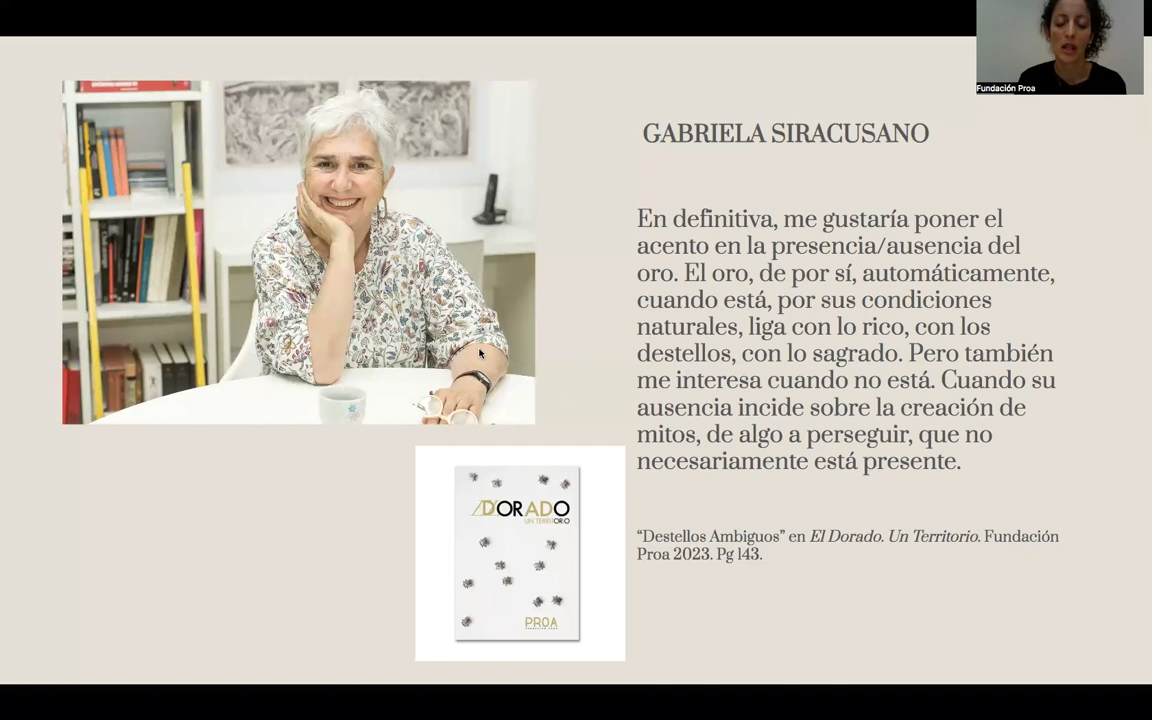 Fundación Proa
GABRIELA SIRACUSANO
En definitiva, me gustaría poner el
acento en la presencia/ausencia del
oro. El oro, de por sí, automáticamente,
cuando está, por sus condiciones
naturales, liga con lo rico, con los
destellos, con lo sagrado. Pero también
me interesa cuando no está. Cuando su
ausencia incide sobre la creación de
mitos, de algo a perseguir, que no
necesariamente está presente.
“Destellos Ambiguos” en El Dorado. Un Territorio. Fundación
Proa 2023. Pg 143.
DORADO
UN TERRITORIO
PROA